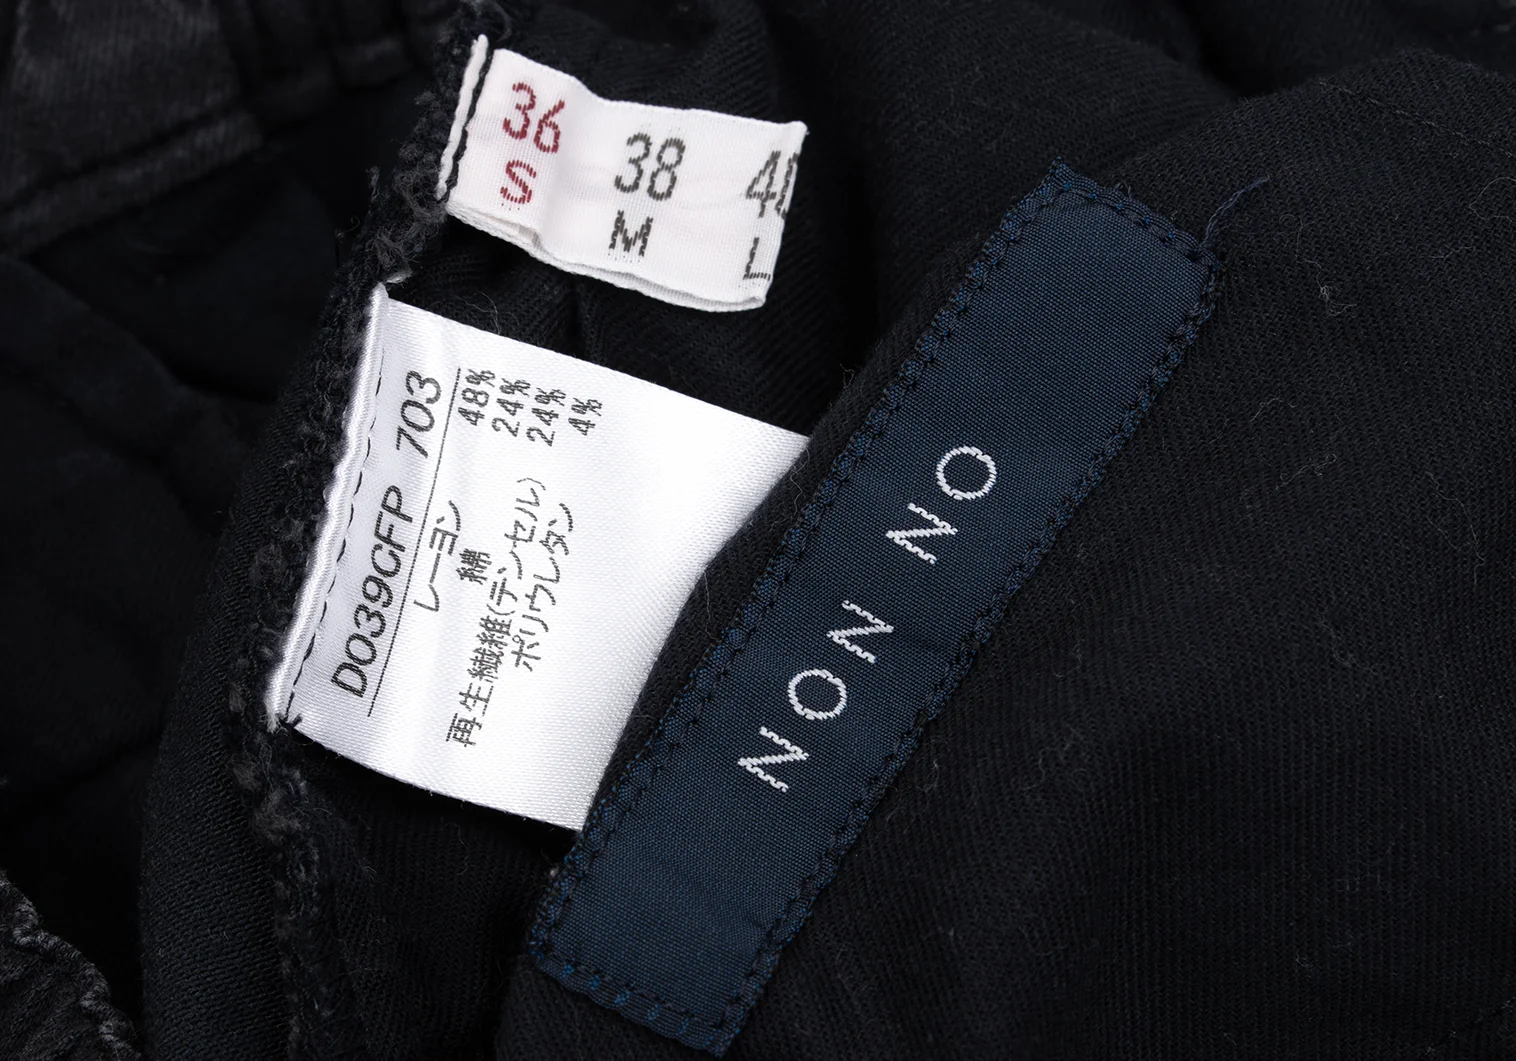 36 38 40
S M L
DO39CFP 703
レーヨン 48%
綿 24%
再生繊維(テンセル) 24%
ポリウレタン 4%
NON NO